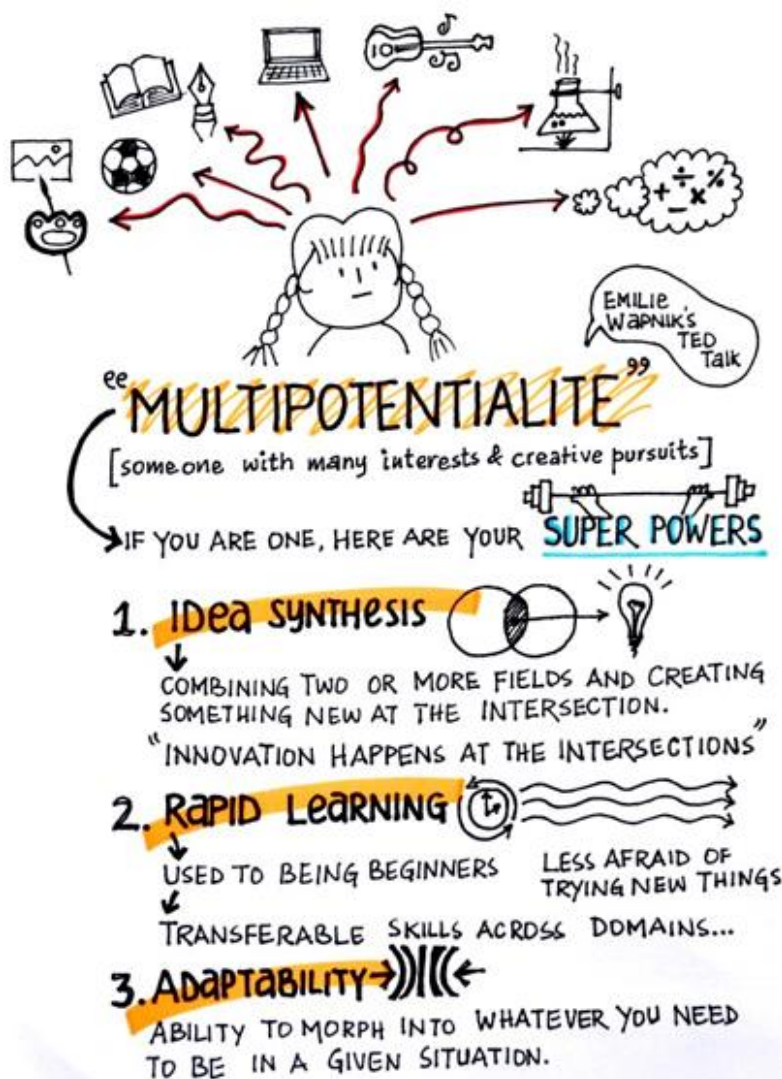 EMILIE
WAPNIK'S
TED
Talk
"MULTIPOTENTIALITE"
[someone with many interests & creative pursuits]
IF YOU ARE ONE, HERE ARE YOUR SUPER POWERS
1. IDea SYNTHESIS
COMBINING TWO OR MORE FIELDS AND CREATING
SOMETHING NEW AT THE INTERSECTION.
"INNOVATION HAPPENS AT THE INTERSECTIONS"
2. RaPID LeaRNING
USED TO BEING BEGINNERS
LESS AFRAID OF
TRYING NEW THINGS
TRANSFERABLE SKILLS ACROSS DOMAINS...
3. ADaPTaBILITY
ABILITY TO MORPH INTO WHATEVER YOU NEED
TO BE IN A GIVEN SITUATION.
+ ÷ %
− x